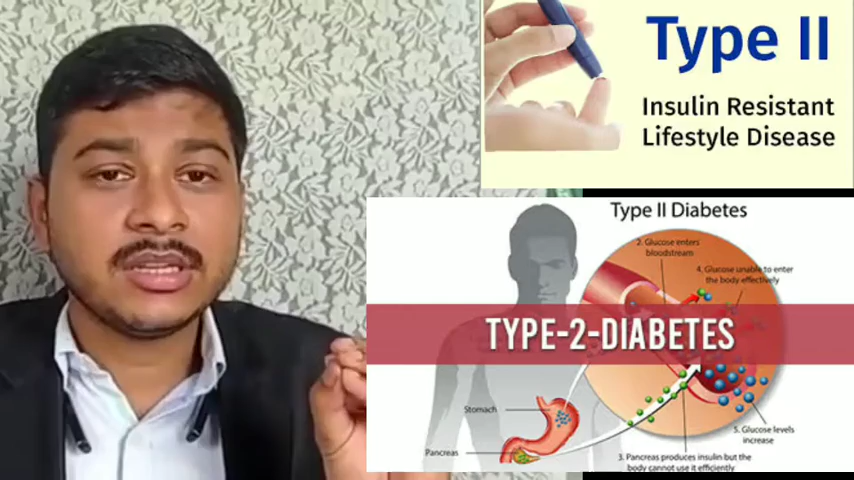 Type II
Insulin Resistant
Lifestyle Disease
Type II Diabetes
2. Glucose enters
bloodstream
4. Glucose unable to enter
the body effectively
TYPE-2-DIABETES
Stomach
5. Glucose levels
increase
Pancreas
3. Pancreas produces insulin but the
body cannot use it efficiently